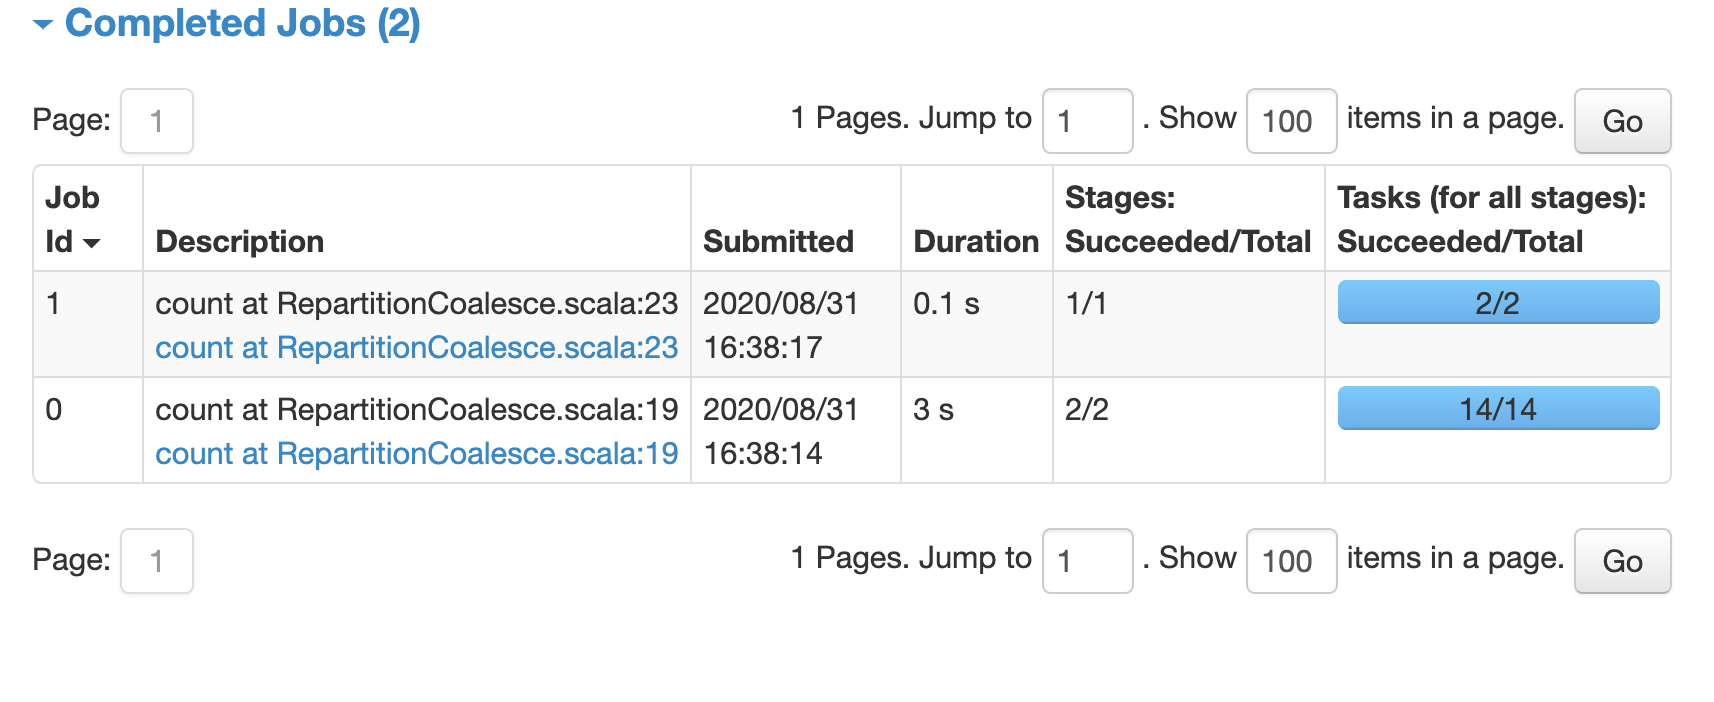 Completed Jobs (2)
Page: 1
1 Pages. Jump to 1 . Show 100 items in a page. Go
Job Id
Description
Submitted
Duration
Stages: Succeeded/Total
Tasks (for all stages): Succeeded/Total
1
count at RepartitionCoalesce.scala:23
count at RepartitionCoalesce.scala:23
2020/08/31
16:38:17
0.1 s
1/1
2/2
0
count at RepartitionCoalesce.scala:19
count at RepartitionCoalesce.scala:19
2020/08/31
16:38:14
3 s
2/2
14/14
Page: 1
1 Pages. Jump to 1 . Show 100 items in a page. Go